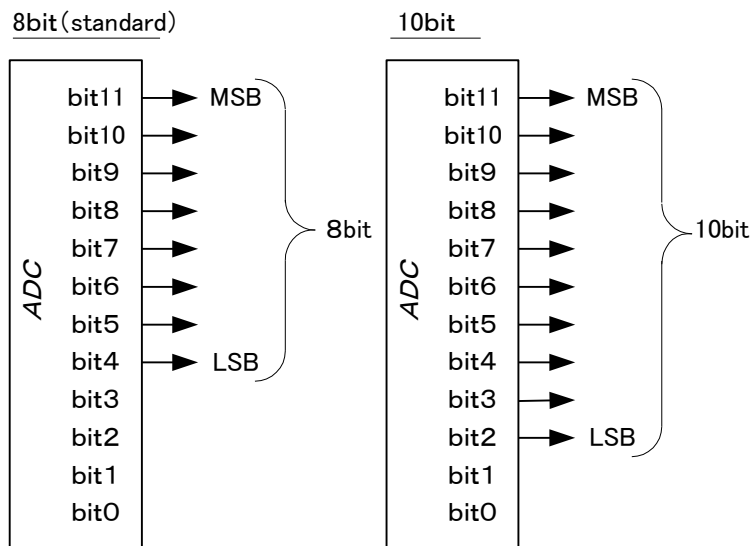 8bit(standard)
ADC
bit11 MSB
bit10
bit9
bit8
bit7
bit6
bit5
bit4 LSB
bit3
bit2
bit1
bit0
8bit
10bit
ADC
bit11 MSB
bit10
bit9
bit8
bit7
bit6
bit5
bit4
bit3
bit2 LSB
bit1
bit0
10bit